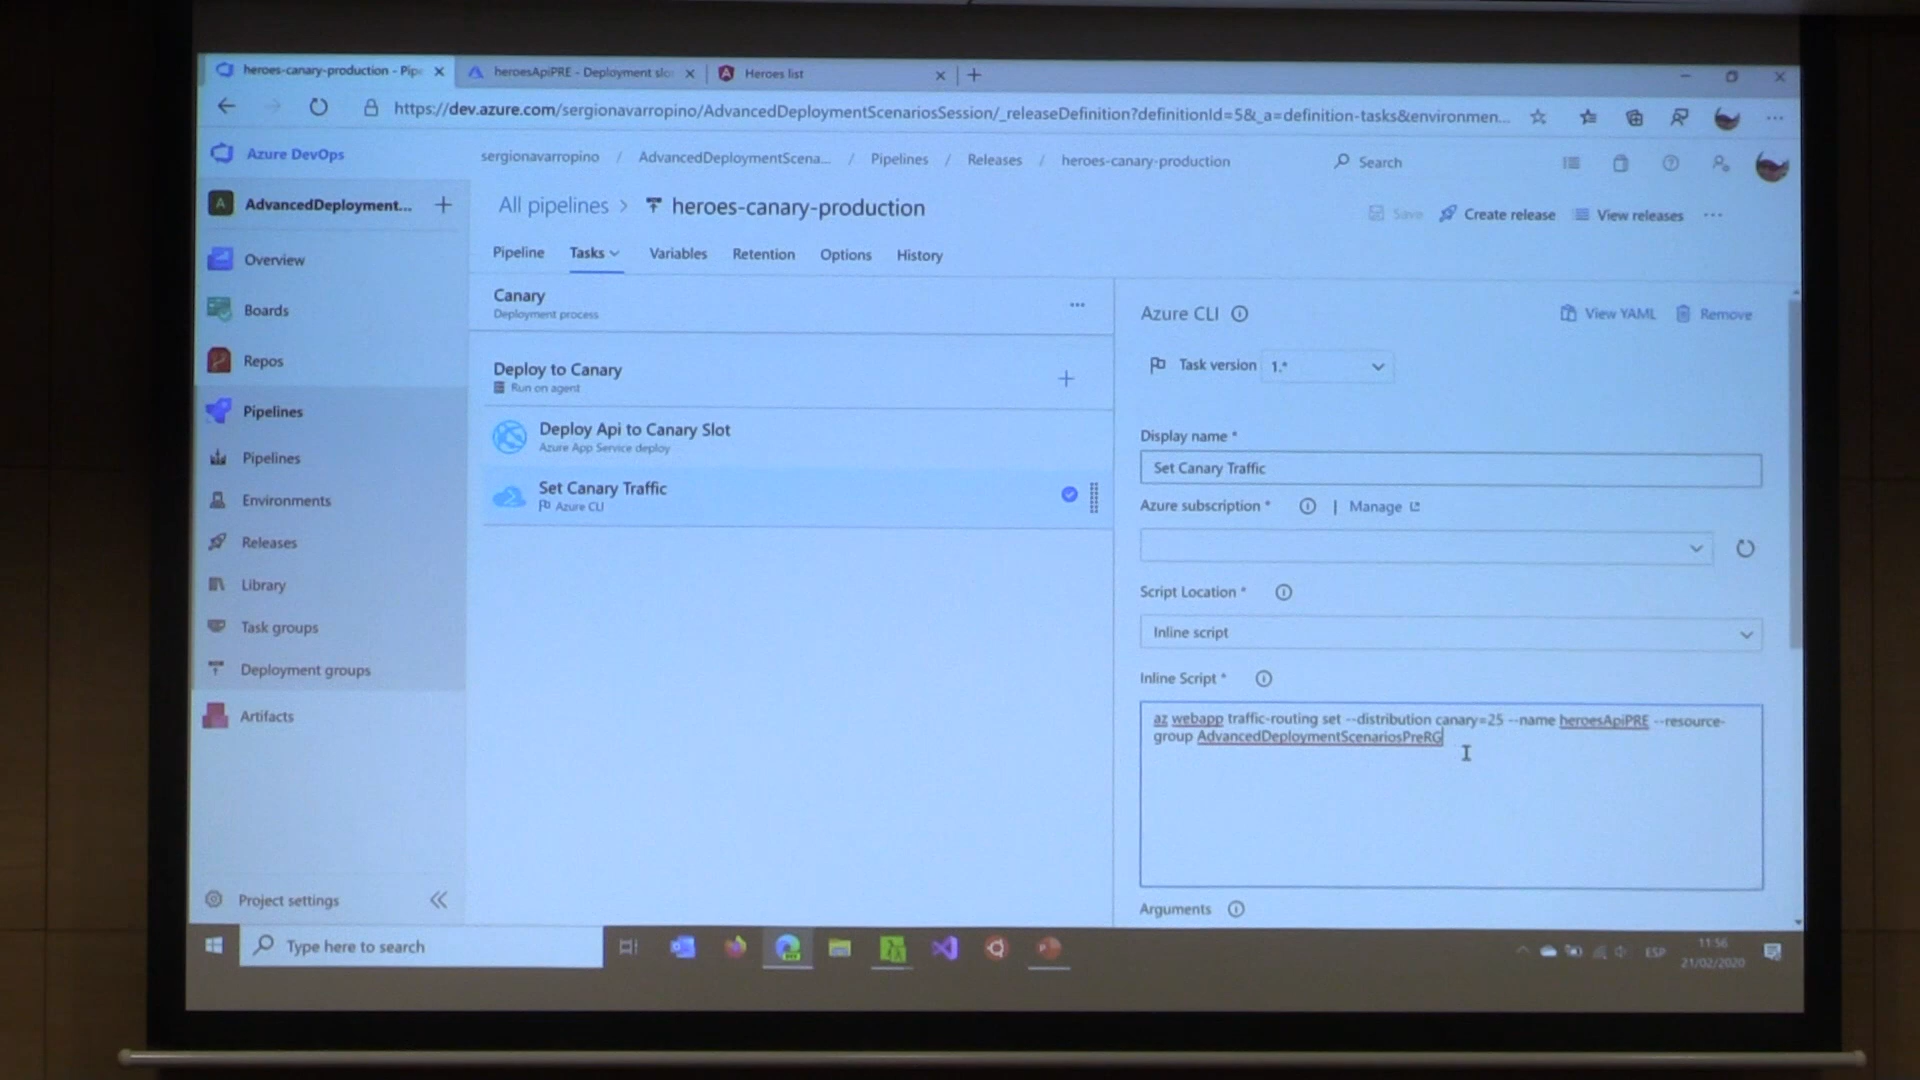 heroes-canary-production - Pip
heroesApiPRE - Deployment slo
Heroes list
https://dev.azure.com/sergionavarropino/AdvancedDeploymentScenariosSession/_releaseDefinition?definitionId=5&_a=definition-tasks&environmen...
Azure DevOps
sergionavarropino / AdvancedDeploymentScena... / Pipelines / Releases / heroes-canary-production
Search
A AdvancedDeployment...
All pipelines > heroes-canary-production
Save Create release View releases ...
Overview
Boards
Repos
Pipelines
Pipelines
Environments
Releases
Library
Task groups
Deployment groups
Artifacts
Project settings
Pipeline Tasks Variables Retention Options History
Canary
Deployment process
Deploy to Canary
Run on agent
Deploy Api to Canary Slot
Azure App Service deploy
Set Canary Traffic
Azure CLI
Azure CLI
View YAML Remove
Task version 1.*
Display name *
Set Canary Traffic
Azure subscription * | Manage
Script Location *
Inline script
Inline Script *
az webapp traffic-routing set --distribution canary=25 --name heroesApiPRE --resource-
group AdvancedDeploymentScenariosPreRG
Arguments
Type here to search
ESP
11:56
21/02/2020